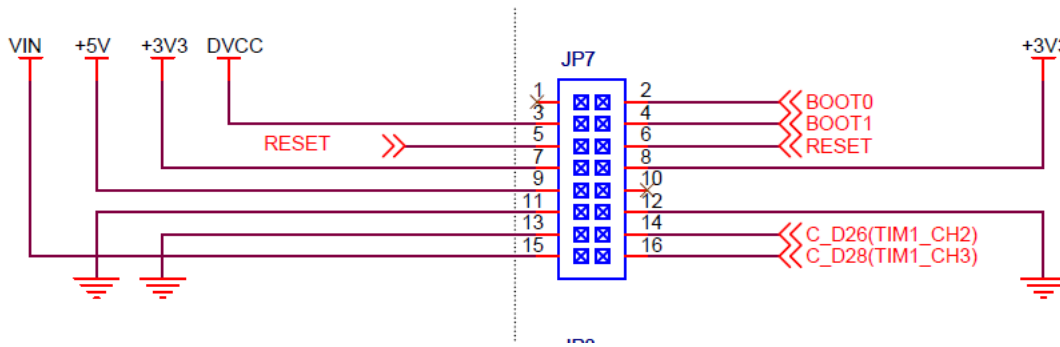 VIN +5V +3V3 DVCC +3V3
JP7
1 2 BOOT0
3 4 BOOT1
RESET 5 6 RESET
7 8
9 10
11 12
13 14 C_D26(TIM1_CH2)
15 16 C_D28(TIM1_CH3)